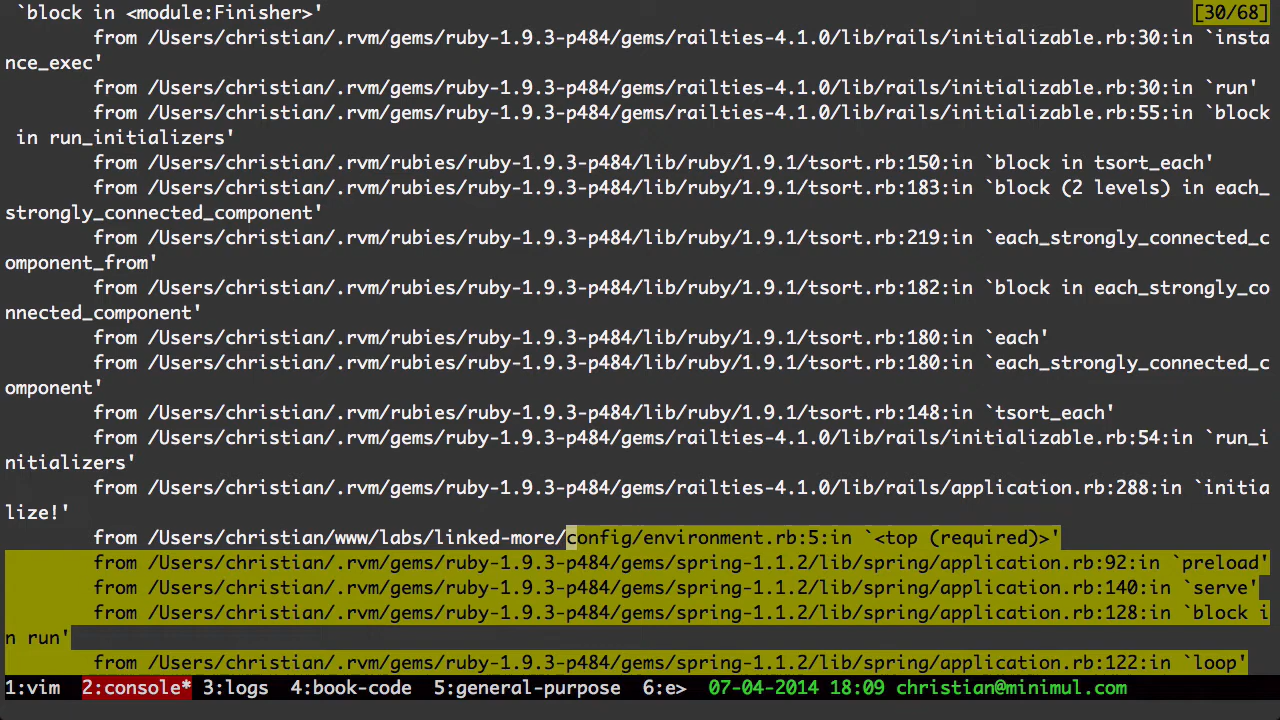 `block in <module:Finisher>' [30/68]
        from /Users/christian/.rvm/gems/ruby-1.9.3-p484/gems/railties-4.1.0/lib/rails/initializable.rb:30:in `insta
nce_exec'
        from /Users/christian/.rvm/gems/ruby-1.9.3-p484/gems/railties-4.1.0/lib/rails/initializable.rb:30:in `run'
        from /Users/christian/.rvm/gems/ruby-1.9.3-p484/gems/railties-4.1.0/lib/rails/initializable.rb:55:in `block
 in run_initializers'
        from /Users/christian/.rvm/rubies/ruby-1.9.3-p484/lib/ruby/1.9.1/tsort.rb:150:in `block in tsort_each'
        from /Users/christian/.rvm/rubies/ruby-1.9.3-p484/lib/ruby/1.9.1/tsort.rb:183:in `block (2 levels) in each_
strongly_connected_component'
        from /Users/christian/.rvm/rubies/ruby-1.9.3-p484/lib/ruby/1.9.1/tsort.rb:219:in `each_strongly_connected_c
omponent_from'
        from /Users/christian/.rvm/rubies/ruby-1.9.3-p484/lib/ruby/1.9.1/tsort.rb:182:in `block in each_strongly_co
nnected_component'
        from /Users/christian/.rvm/rubies/ruby-1.9.3-p484/lib/ruby/1.9.1/tsort.rb:180:in `each'
        from /Users/christian/.rvm/rubies/ruby-1.9.3-p484/lib/ruby/1.9.1/tsort.rb:180:in `each_strongly_connected_c
omponent'
        from /Users/christian/.rvm/rubies/ruby-1.9.3-p484/lib/ruby/1.9.1/tsort.rb:148:in `tsort_each'
        from /Users/christian/.rvm/gems/ruby-1.9.3-p484/gems/railties-4.1.0/lib/rails/initializable.rb:54:in `run_i
nitializers'
        from /Users/christian/.rvm/gems/ruby-1.9.3-p484/gems/railties-4.1.0/lib/rails/application.rb:288:in `initia
lize!'
        from /Users/christian/www/labs/linked-more/config/environment.rb:5:in `<top (required)>'
        from /Users/christian/.rvm/gems/ruby-1.9.3-p484/gems/spring-1.1.2/lib/spring/application.rb:92:in `preload'
        from /Users/christian/.rvm/gems/ruby-1.9.3-p484/gems/spring-1.1.2/lib/spring/application.rb:140:in `serve'
        from /Users/christian/.rvm/gems/ruby-1.9.3-p484/gems/spring-1.1.2/lib/spring/application.rb:128:in `block i
n run'
        from /Users/christian/.rvm/gems/ruby-1.9.3-p484/gems/spring-1.1.2/lib/spring/application.rb:122:in `loop'
1:vim  2:console* 3:logs  4:book-code  5:general-purpose  6:e>  07-04-2014 18:09 christian@minimul.com